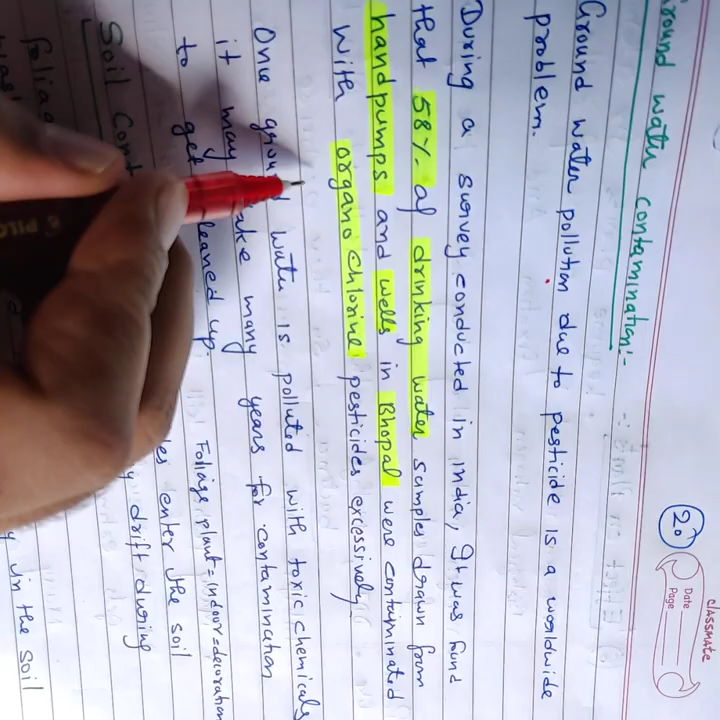 CLASSMATE
Date
Page
20
Ground water contamination:-
Ground water pollution due to pesticide is a worldwide
problem.
During a survey conducted in india, It was found
that 58% of drinking water samples drawn from
handpumps and wells in Bhopal were contaminated
with organo chlorine pesticides excessively.
Once ground water is polluted with toxic chemicals
it may take many years for contamination
to get cleaned up.
Foliage plant = indoor = decoration
Soil
enter the soil
foliage
drift during
in the soil
PILOT